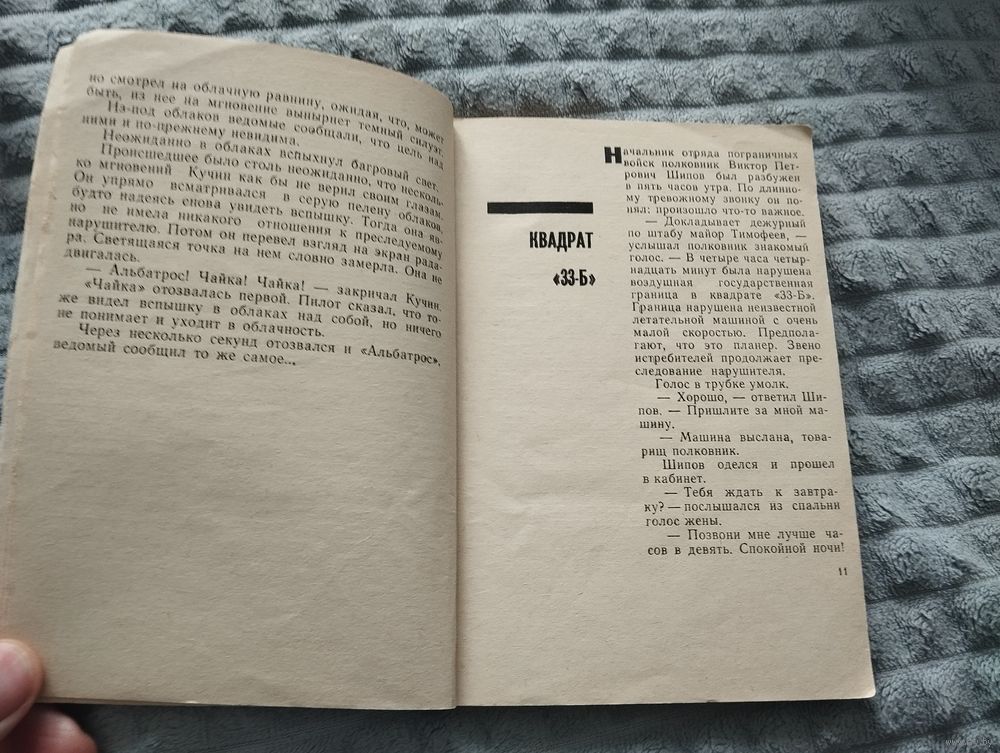 но смотрел на облачную равнину, ожидая, что, может
быть, из нее на мгновение вынырнет темный силуэт.
Из-под облаков ведомые сообщали, что цель над
ними и по-прежнему невидима.
Неожиданно в облаках вспыхнул багровый свет.
Происшедшее было столь неожиданно, что несколь-
ко мгновений Кучин как бы не верил своим глазам.
Он упрямо всматривался в серую пелену облаков,
будто надеясь снова увидеть вспышку. Тогда она яв-
но не имела никакого отношения к преследуемому
нарушителю. Потом он перевел взгляд на экран рада-
ра. Светящаяся точка на нем словно замерла. Она не
двигалась.
— Альбатрос! Чайка! Чайка! — закричал Кучин.
«Чайка» отозвалась первой. Пилот сказал, что то-
же видел вспышку в облаках над собой, но ничего
не понимает и уходит в облачность.
Через несколько секунд отозвался и «Альбатрос»,
ведомый сообщил то же самое...
КВАДРАТ
«33-Б»
Начальник отряда пограничных
войск полковник Виктор Пет-
рович Шипов был разбужен
в пять часов утра. По длинно-
му тревожному звонку он по-
нял: произошло что-то важное.
— Докладывает дежурный
по штабу майор Тимофеев, —
услышал полковник знакомый
голос. — В четыре часа четыр-
надцать минут была нарушена
воздушная государственная
граница в квадрате «33-Б».
Граница нарушена неизвестной
летательной машиной с очень
малой скоростью. Предпола-
гают, что это планер. Звено
истребителей продолжает пре-
следование нарушителя.
Голос в трубке умолк.
— Хорошо, — ответил Ши-
пов. — Пришлите за мной ма-
шину.
— Машина выслана, това-
рищ полковник.
Шипов оделся и прошел
в кабинет.
— Тебя ждать к завтра-
ку? — послышался из спальни
голос жены.
— Позвони мне лучше ча-
сов в девять. Спокойной ночи!
11